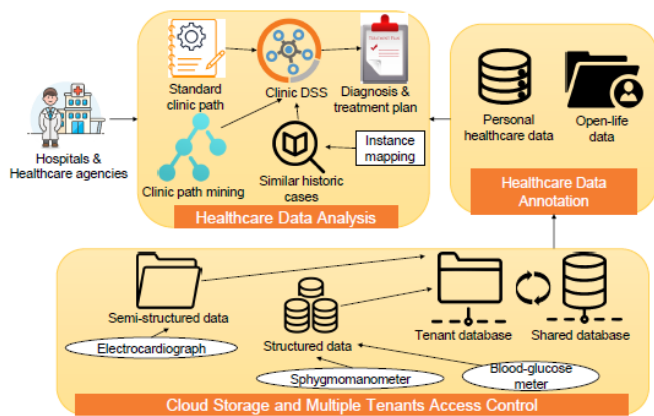 Treatment Plan
Standard
clinic path
Clinic DSS
Diagnosis &
treatment plan
Hospitals &
Healthcare agencies
Clinic path mining
Similar historic
cases
Instance
mapping
Healthcare Data Analysis
Personal
healthcare data
Open-life
data
Healthcare Data
Annotation
Semi-structured data
Electrocardiograph
Structured data
Sphygmomanometer
Blood-glucose
meter
Tenant database
Shared database
Cloud Storage and Multiple Tenants Access Control